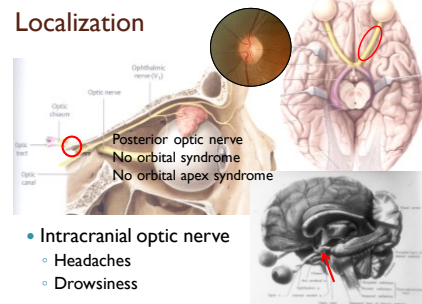 Localization
Ophthalmic
nerve (V₁)
Optic nerve
Optic
chiasm
Optic
tract
Optic
canal
Posterior optic nerve
No orbital syndrome
No orbital apex syndrome
• Intracranial optic nerve
◦ Headaches
◦ Drowsiness